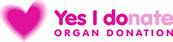 Yes I donate
ORGAN DONATION